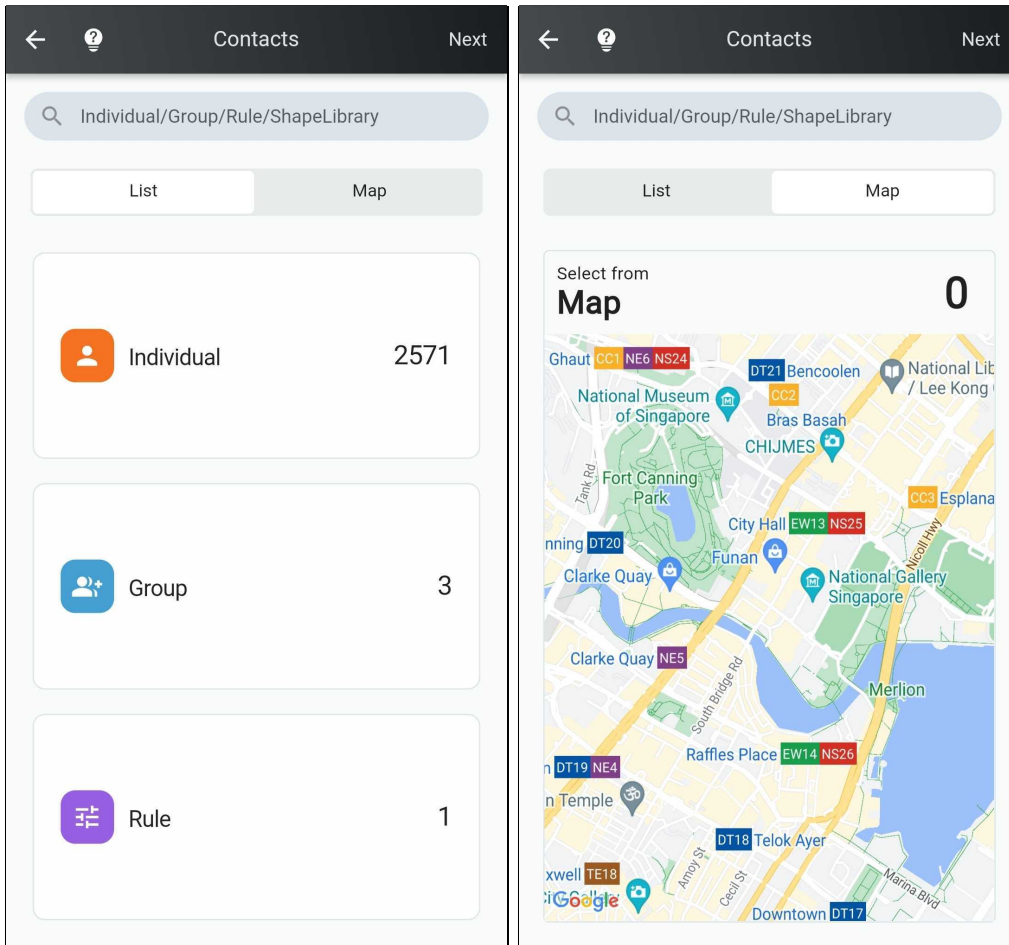 Contacts
Next
Individual/Group/Rule/ShapeLibrary
List
Map
Individual
2571
Group
3
Rule
1
Contacts
Next
Individual/Group/Rule/ShapeLibrary
List
Map
Select from
Map
0
Ghaut CC1 NE6 NS24
DT21 Bencoolen
National Lib
/ Lee Kong
National Museum
of Singapore
CC2
Bras Basah
CHIJMES
Tank Rd
Fort Canning
Park
CC3 Esplana
City Hall EW13 NS25
Nicoll Hwy
nning DT20
Funan
Clarke Quay
National Gallery
Singapore
Clarke Quay NE5
South Bridge Rd
Merlion
Raffles Place EW14 NS26
n DT19 NE4
n Temple
DT18 Telok Ayer
xwell TE18
Amoy St
Cecil St
Marina Blvd
Google
Downtown DT17